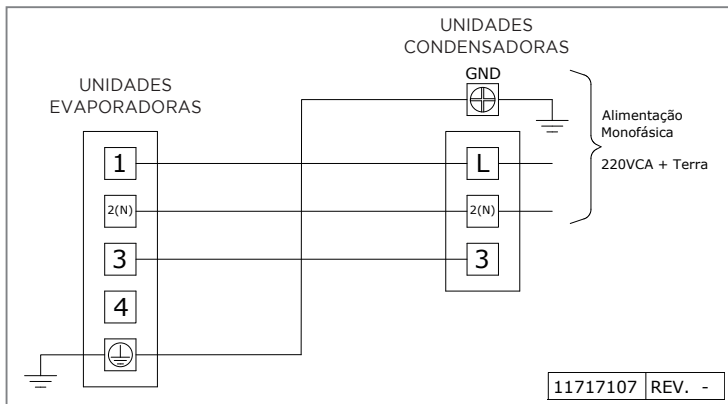 UNIDADES
CONDENSADORAS
GND
UNIDADES
EVAPORADORAS
Alimentação
Monofásica
220VCA + Terra
1
L
2(N)
2(N)
3
3
4
11717107 REV. -